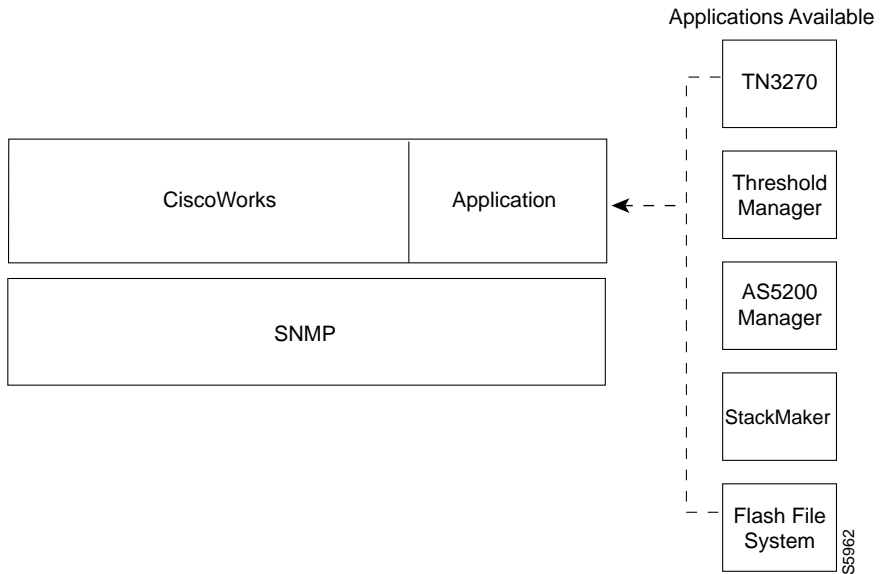 Applications Available
TN3270
CiscoWorks
Application
Threshold
Manager
SNMP
AS5200
Manager
StackMaker
Flash File
System
S5962